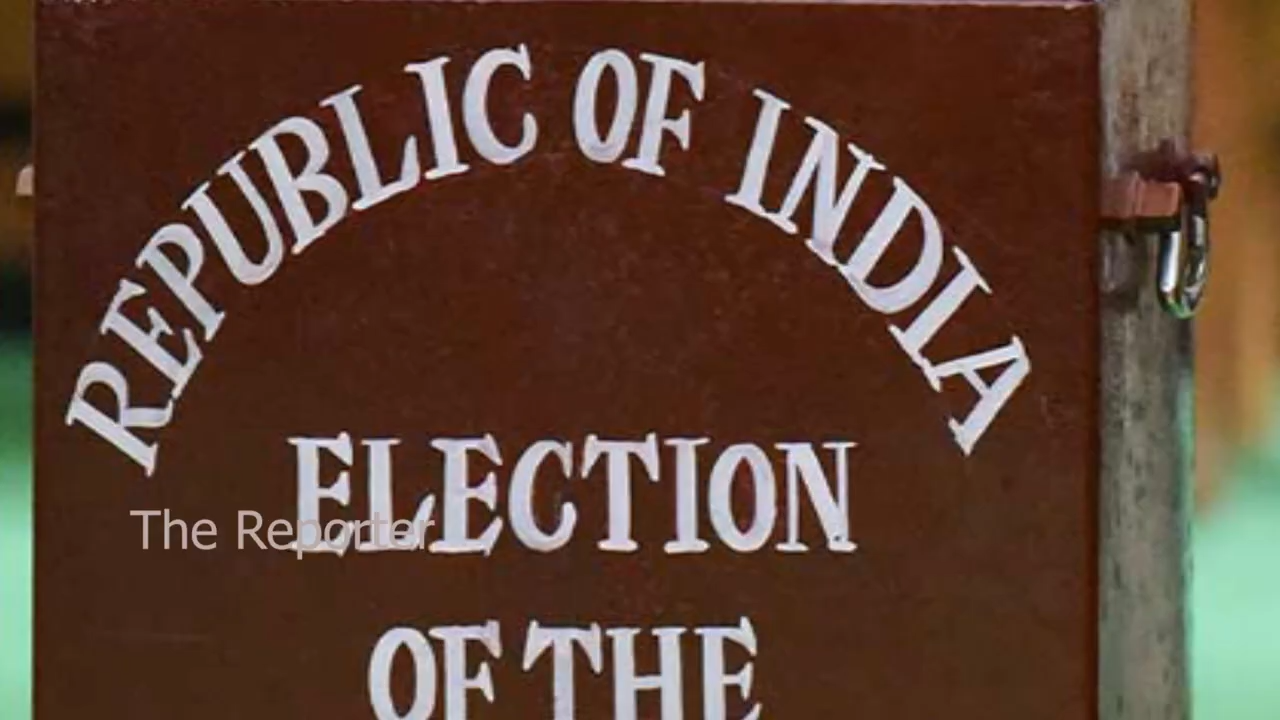 REPUBLIC OF INDIA
ELECTION
The Reporter
OF THE